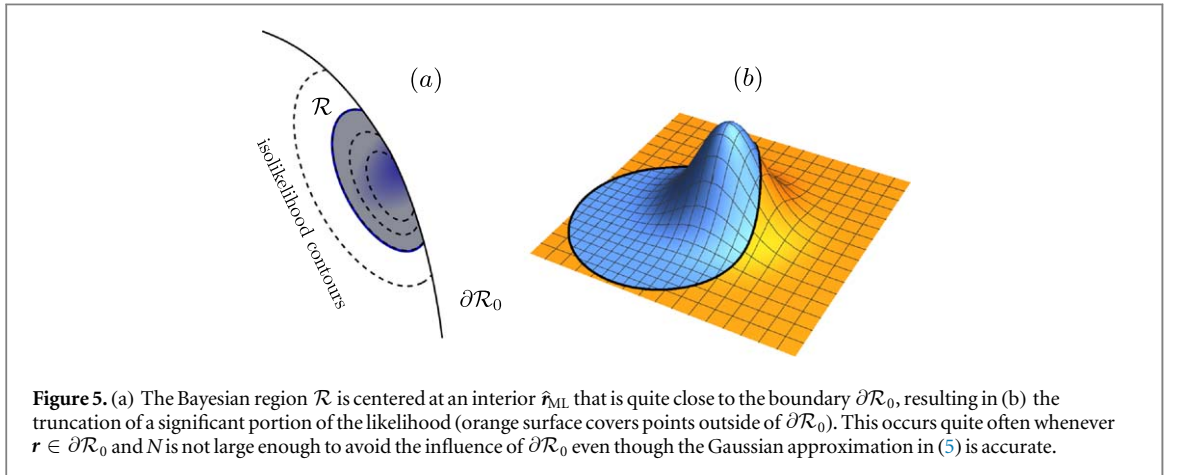 (a)
(b)
ℛ
isolikelihood contours
∂ℛ₀
Figure 5. (a) The Bayesian region ℛ is centered at an interior r̂ML that is quite close to the boundary ∂ℛ₀, resulting in (b) the
truncation of a significant portion of the likelihood (orange surface covers points outside of ∂ℛ₀). This occurs quite often whenever
r ∈ ∂ℛ₀ and N is not large enough to avoid the influence of ∂ℛ₀ even though the Gaussian approximation in (5) is accurate.